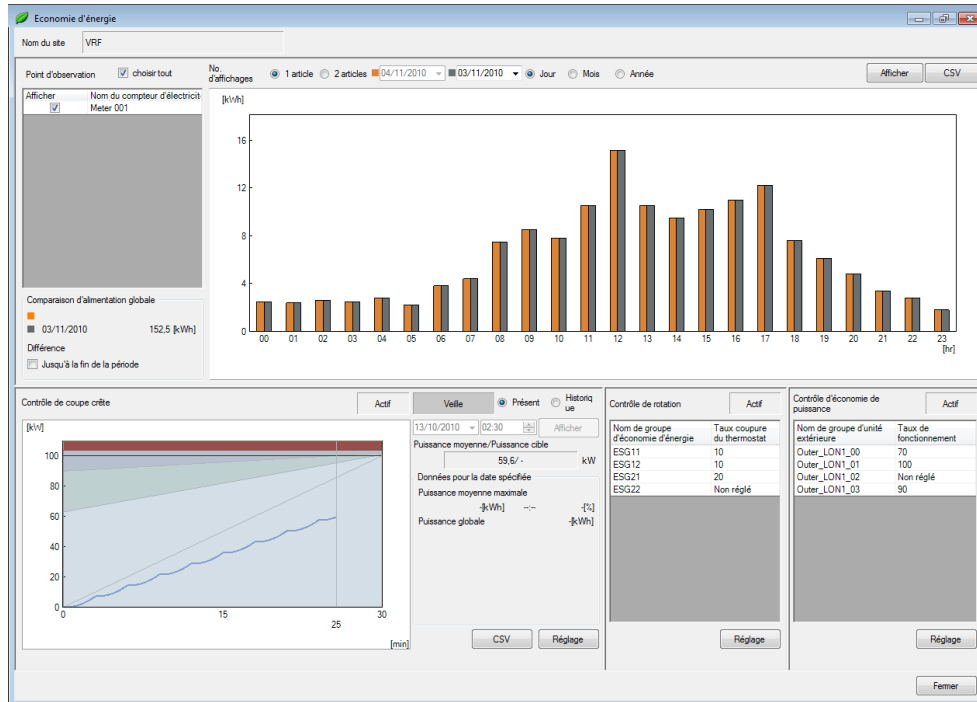 Economie d'énergie
Nom du site VRF
Point d'observation choisir tout
No. d'affichages 1 article 2 articles 04/11/2010 03/11/2010 Jour Mois Année Afficher CSV
Afficher Nom du compteur d'électricit
Meter 001
[kWh]
16
12
8
4
0
00 01 02 03 04 05 06 07 08 09 10 11 12 13 14 15 16 17 18 19 20 21 22 23
[hr]
Comparaison d'alimentation globale
03/11/2010 152,5 [kWh]
Différence
Jusqu'à la fin de la période
Contrôle de coupe crête Actif
[kW]
100
80
60
40
20
0
0 15 30
25
[min]
Veille Présent Historiq
ue
13/10/2010 02:30 Afficher
Puissance moyenne/Puissance cible
59,6/ - kW
Données pour la date spécifiée
Puissance moyenne maximale
-[kWh] --:-- -[%]
Puissance globale -[kWh]
CSV Réglage
Contrôle de rotation Actif
Nom de groupe d'économie d'énergie Taux coupure du thermostat
ESG11 10
ESG12 10
ESG21 20
ESG22 Non réglé
Réglage
Contrôle d'économie de
puissance Actif
Nom de groupe d'unité extérieure Taux de fonctionnement
Outer_LON1_00 70
Outer_LON1_01 100
Outer_LON1_02 Non réglé
Outer_LON1_03 90
Réglage
Fermer